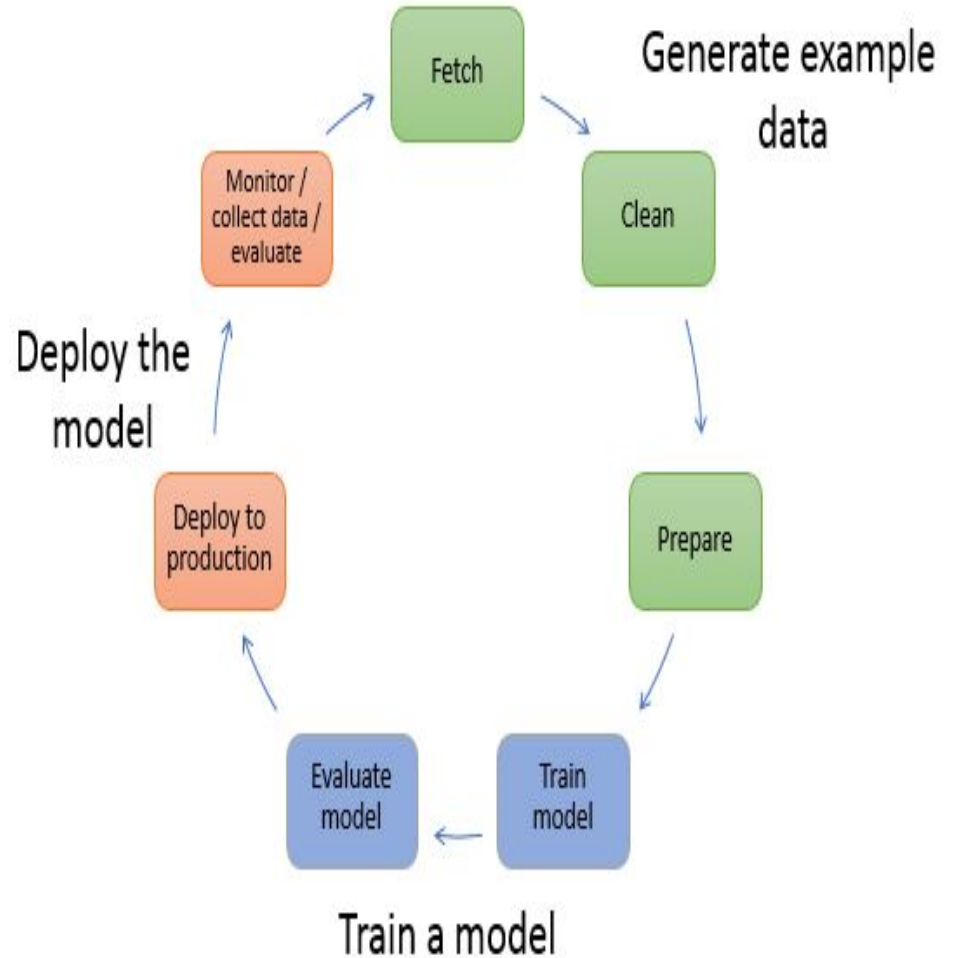 Fetch
Generate example
data
Clean
Prepare
Train
model
Train a model
Evaluate
model
Deploy to
production
Deploy the
model
Monitor /
collect data /
evaluate